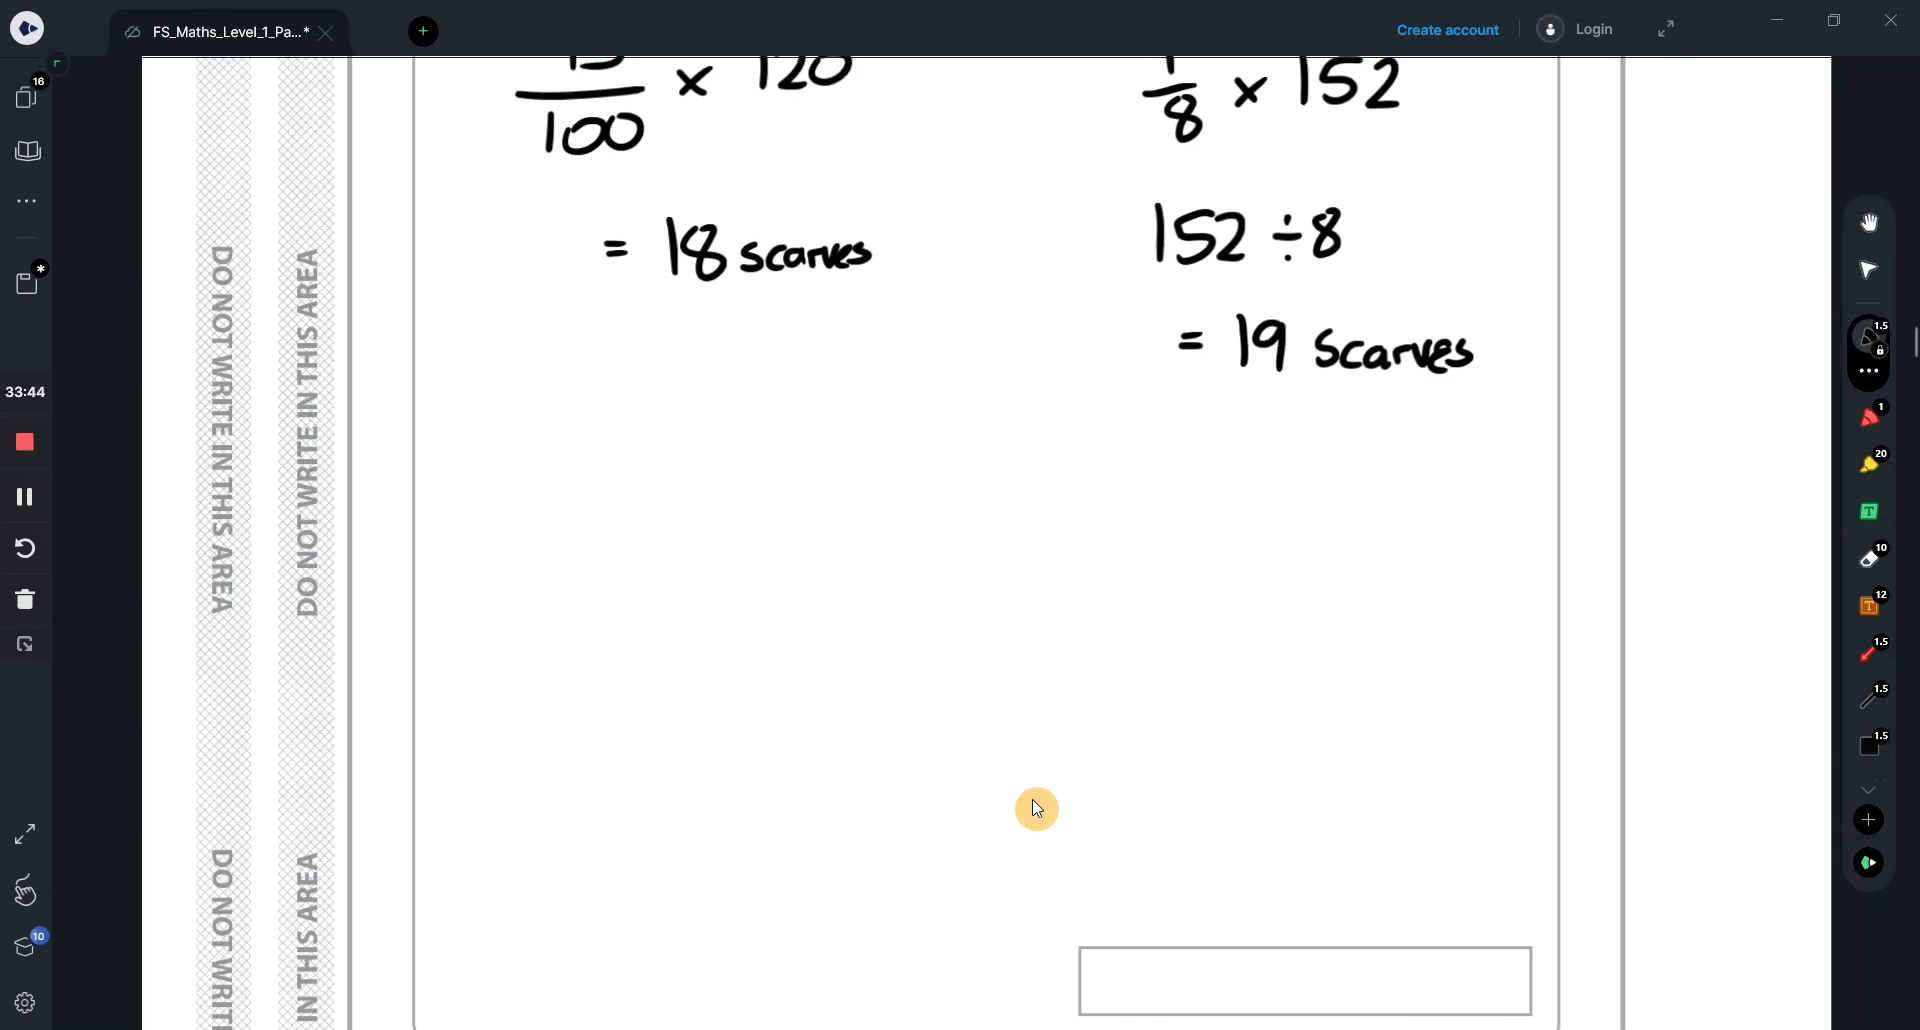 FS_Maths_Level_1_Pa...*
Create account
Login
16
33:44
10
DO NOT WRITE IN THIS AREA
DO NOT WRITE IN THIS AREA
DO NOT WRIT
IN THIS AREA
15/100 × 120
= 18 scarves
1/8 × 152
152 ÷ 8
= 19 scarves
1.5
1
20
T
10
T
12
1.5
1.5
1.5